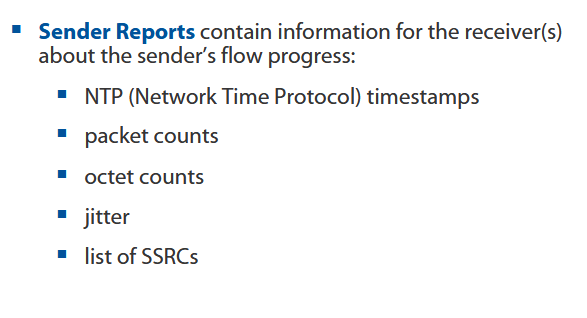 Sender Reports contain information for the receiver(s)
about the sender's flow progress:
NTP (Network Time Protocol) timestamps
packet counts
octet counts
jitter
list of SSRCs